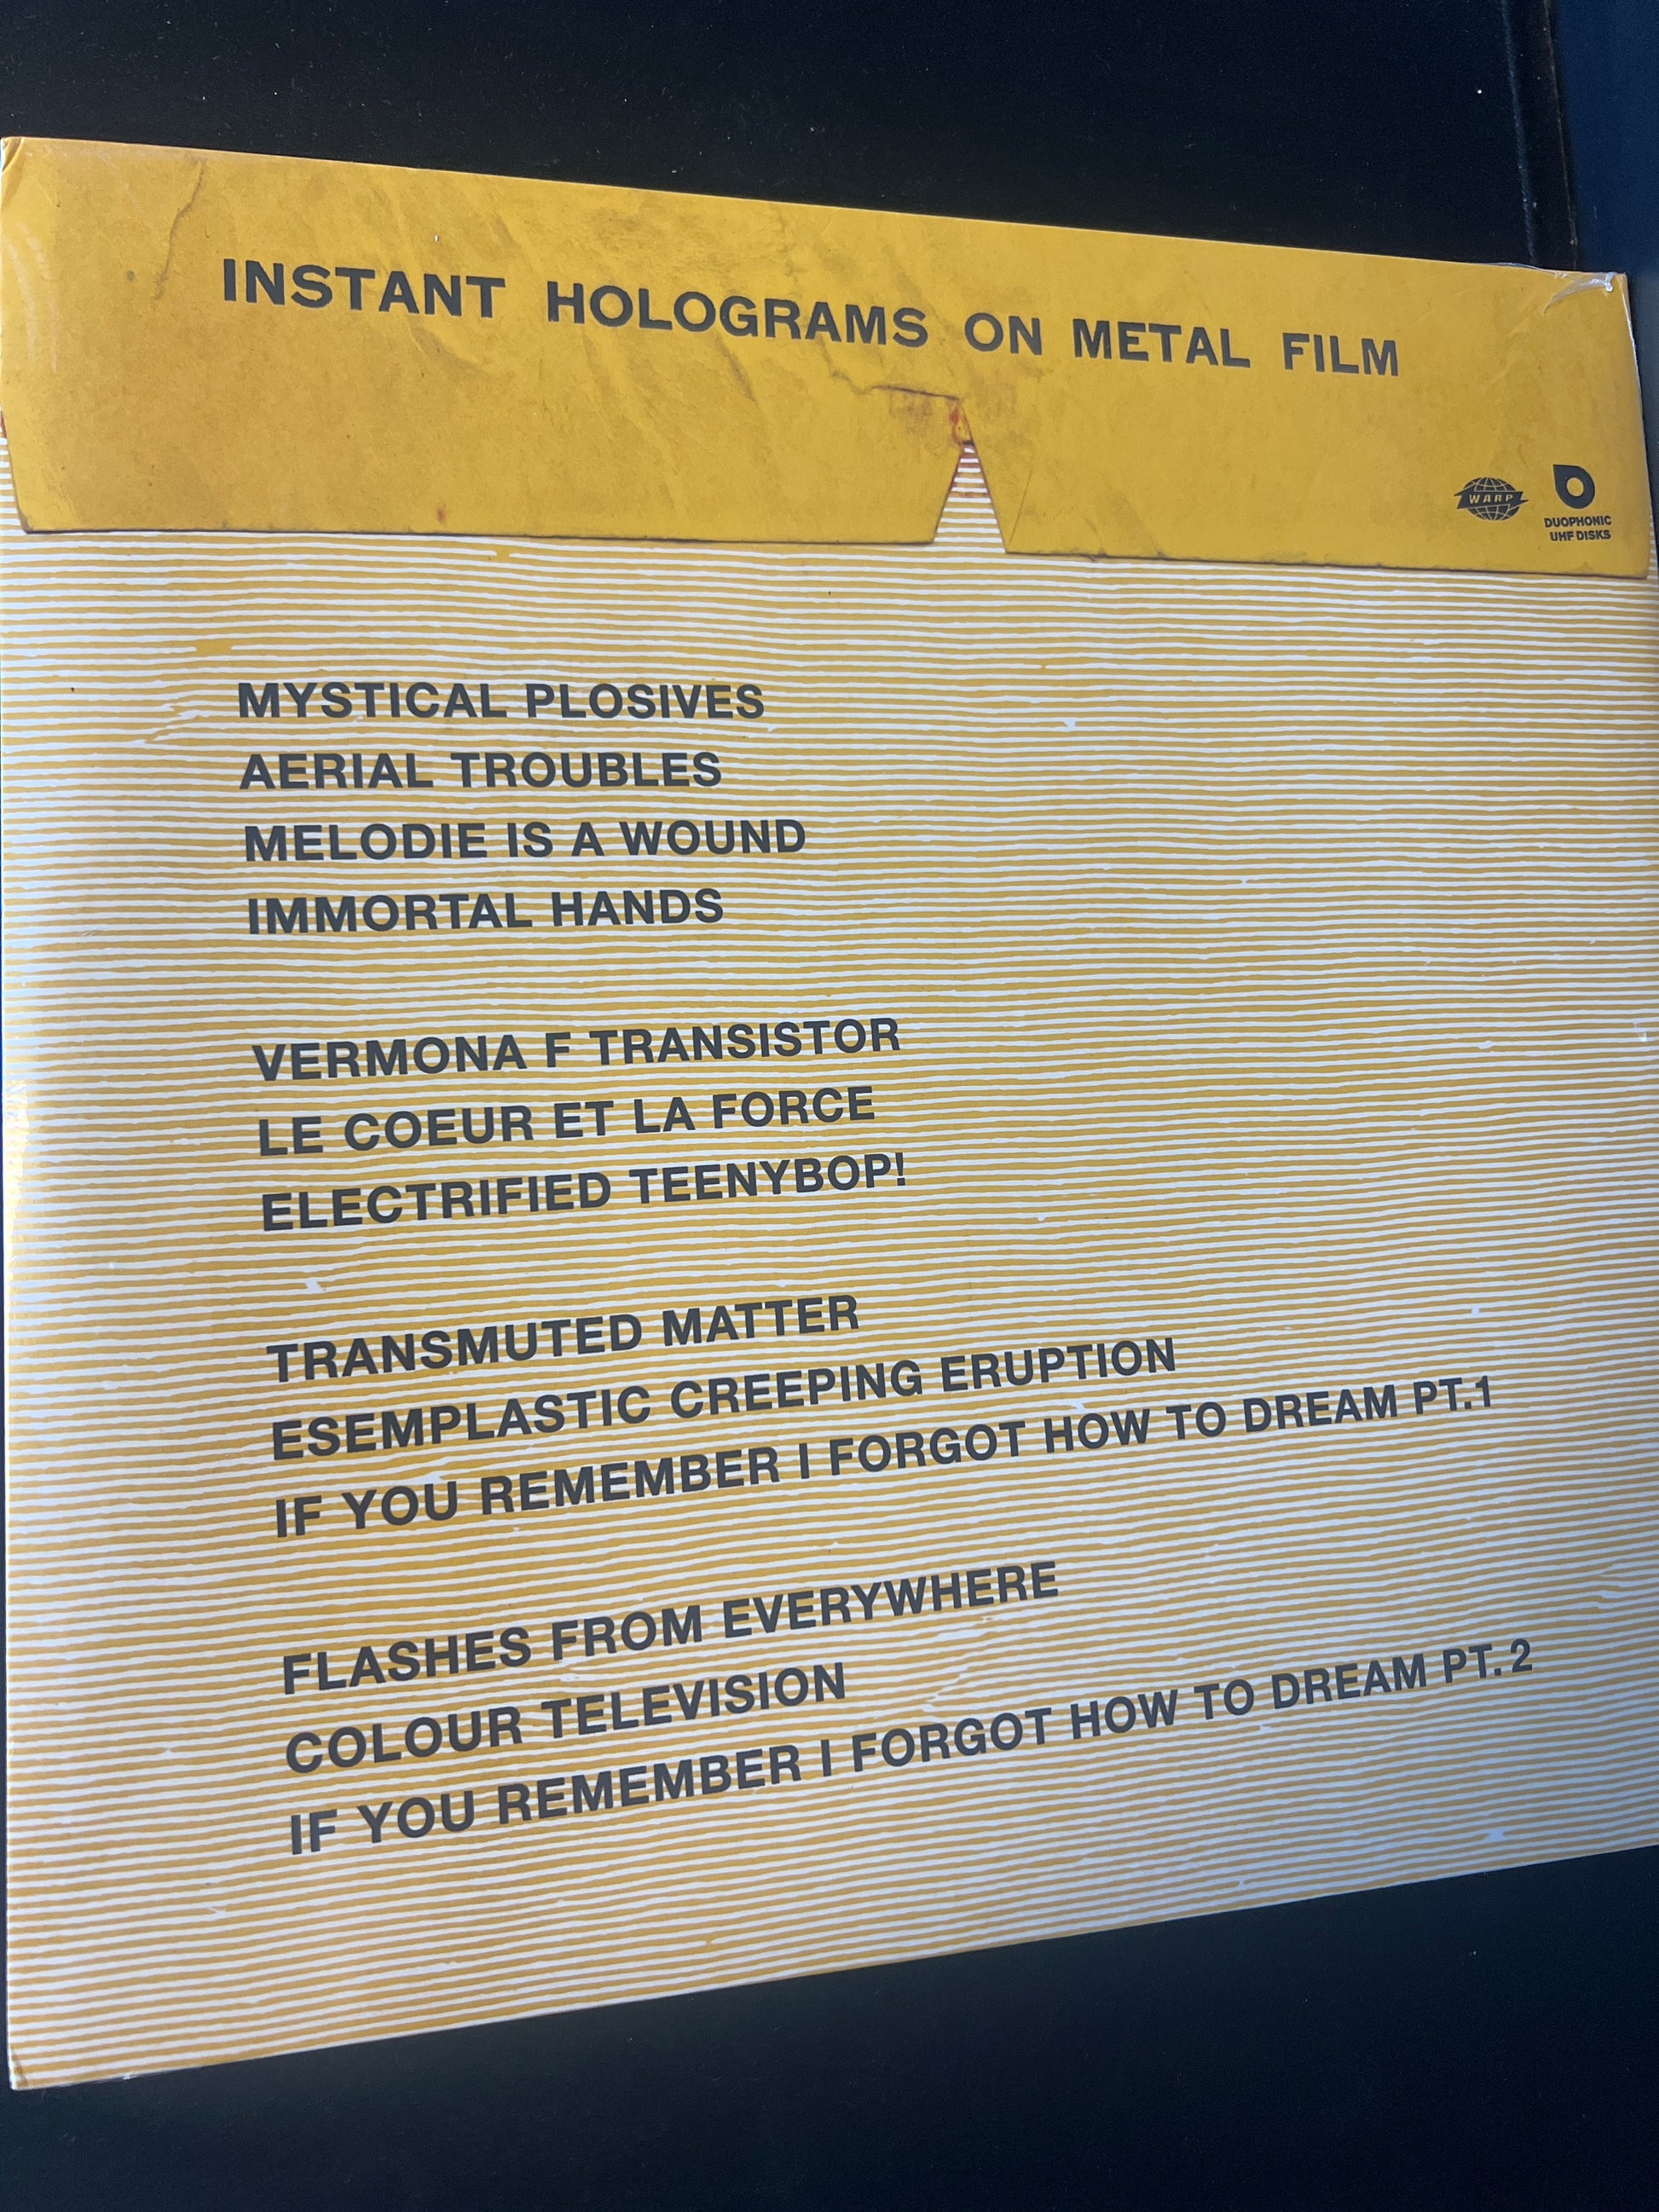 INSTANT HOLOGRAMS ON METAL FILM
WARP
DUOPHONIC
UHF DISKS
MYSTICAL PLOSIVES
AERIAL TROUBLES
MELODIE IS A WOUND
IMMORTAL HANDS
VERMONA F TRANSISTOR
LE COEUR ET LA FORCE
ELECTRIFIED TEENYBOP!
TRANSMUTED MATTER
ESEMPLASTIC CREEPING ERUPTION
IF YOU REMEMBER I FORGOT HOW TO DREAM PT.1
FLASHES FROM EVERYWHERE
COLOUR TELEVISION
IF YOU REMEMBER I FORGOT HOW TO DREAM PT. 2